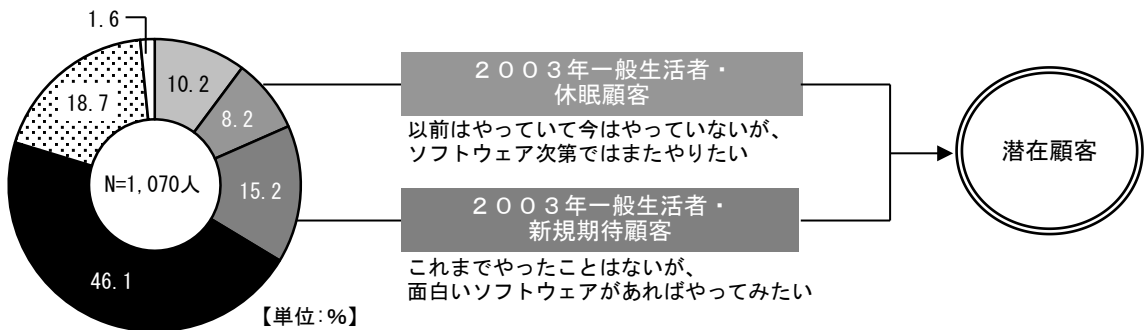 1.6
10.2
8.2
18.7
15.2
N=1,070人
46.1
【単位:%】
２００３年一般生活者・
休眠顧客
以前はやっていて今はやっていないが、
ソフトウェア次第ではまたやりたい
２００３年一般生活者・
新規期待顧客
これまでやったことはないが、
面白いソフトウェアがあればやってみたい
潜在顧客